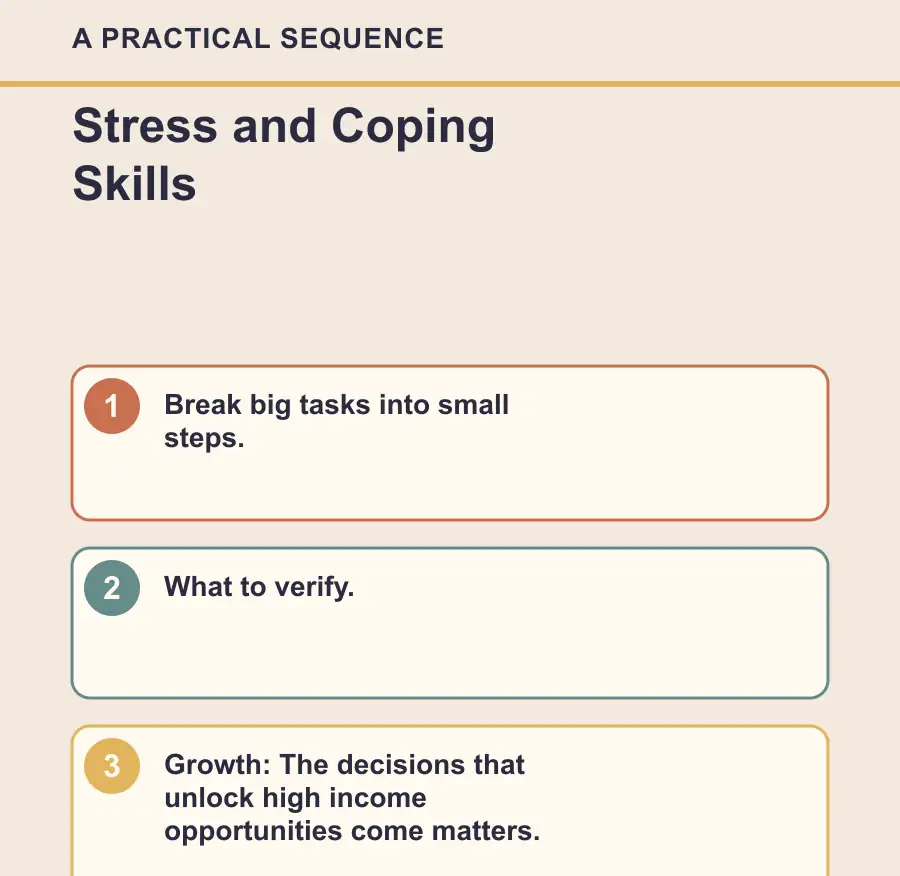 A PRACTICAL SEQUENCE
Stress and Coping
Skills
1
Break big tasks into small
steps.
2
What to verify.
3
Growth: The decisions that
unlock high income
opportunities come matters.